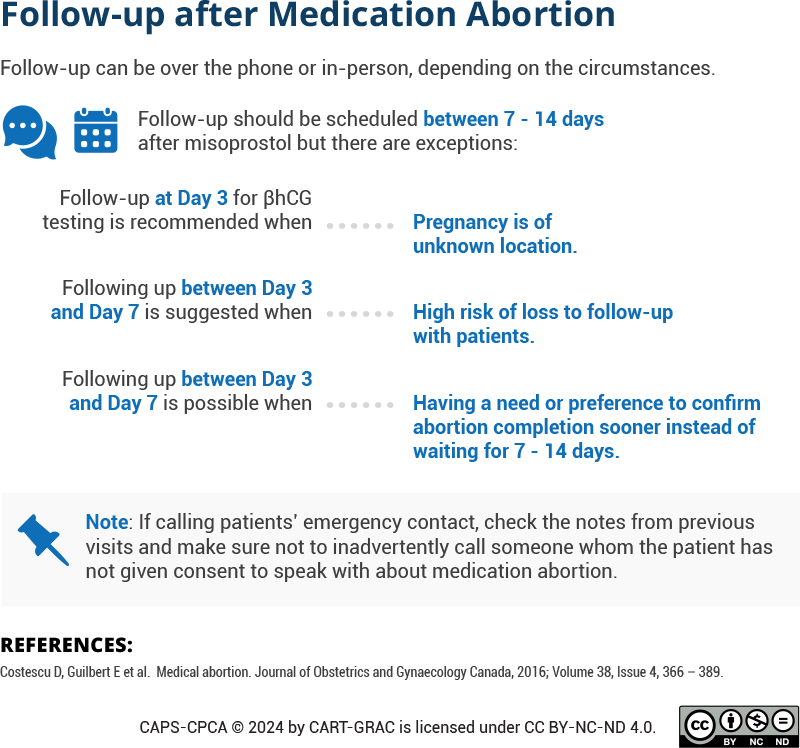 Follow-up after Medication Abortion
Follow-up can be over the phone or in-person, depending on the circumstances.
Follow-up should be scheduled between 7 - 14 days
after misoprostol but there are exceptions:
Follow-up at Day 3 for βhCG
testing is recommended when
Pregnancy is of
unknown location.
Following up between Day 3
and Day 7 is suggested when
High risk of loss to follow-up
with patients.
Following up between Day 3
and Day 7 is possible when
Having a need or preference to confirm
abortion completion sooner instead of
waiting for 7 - 14 days.
Note: If calling patients' emergency contact, check the notes from previous
visits and make sure not to inadvertently call someone whom the patient has
not given consent to speak with about medication abortion.
REFERENCES:
Costescu D, Guilbert E et al.  Medical abortion. Journal of Obstetrics and Gynaecology Canada, 2016; Volume 38, Issue 4, 366 – 389.
CAPS-CPCA © 2024 by CART-GRAC is licensed under CC BY-NC-ND 4.0.
cc
BY NC ND